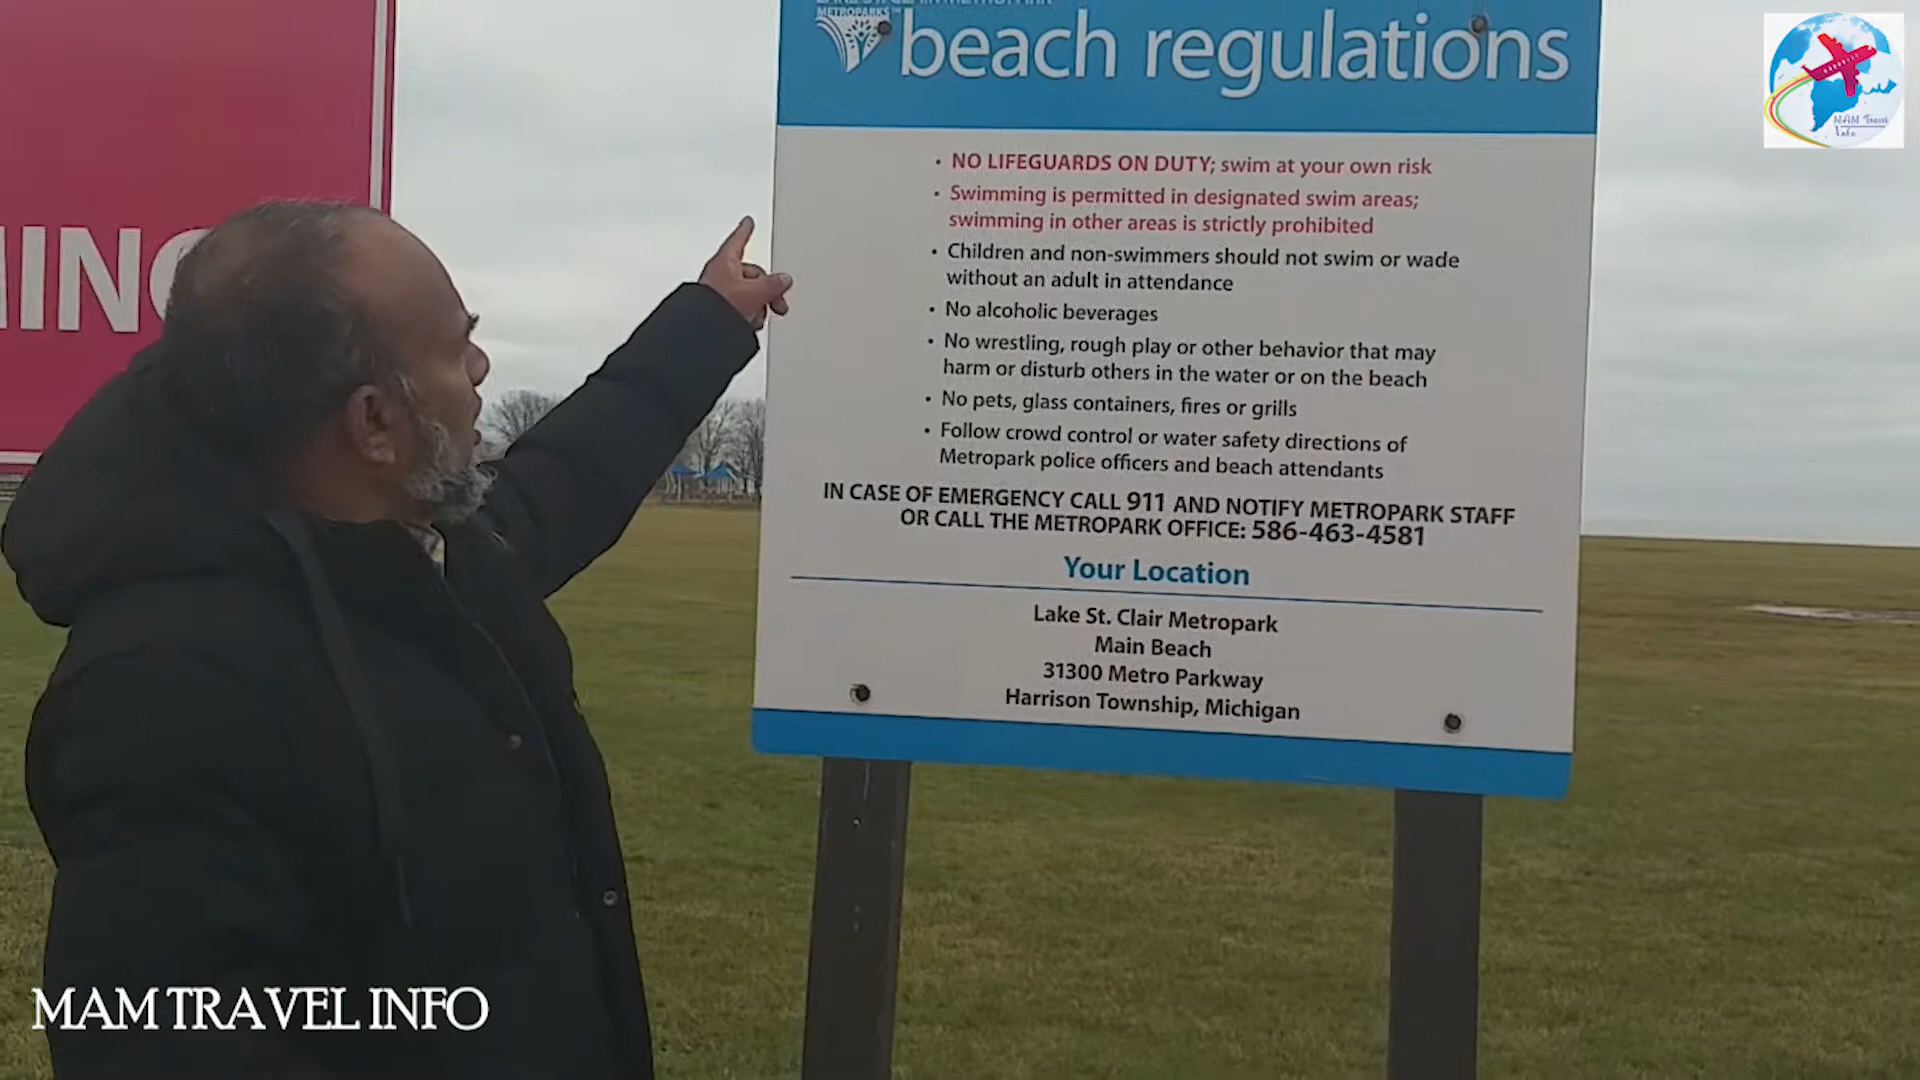 METROPARKS
beach regulations
MAM Travel
Info
• NO LIFEGUARDS ON DUTY; swim at your own risk
• Swimming is permitted in designated swim areas;
swimming in other areas is strictly prohibited
• Children and non-swimmers should not swim or wade
without an adult in attendance
• No alcoholic beverages
• No wrestling, rough play or other behavior that may
harm or disturb others in the water or on the beach
• No pets, glass containers, fires or grills
• Follow crowd control or water safety directions of
Metropark police officers and beach attendants
IN CASE OF EMERGENCY CALL 911 AND NOTIFY METROPARK STAFF
OR CALL THE METROPARK OFFICE: 586-463-4581
Your Location
Lake St. Clair Metropark
Main Beach
31300 Metro Parkway
Harrison Township, Michigan
MAM TRAVEL INFO